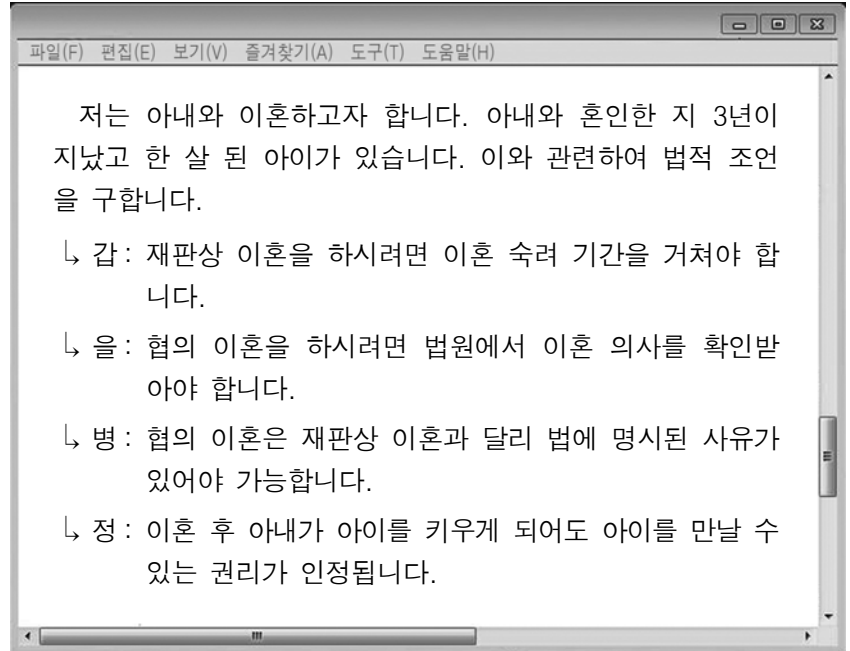 파일(F) 편집(E) 보기(V) 즐겨찾기(A) 도구(T) 도움말(H)
저는 아내와 이혼하고자 합니다. 아내와 혼인한 지 3년이
지났고 한 살 된 아이가 있습니다. 이와 관련하여 법적 조언
을 구합니다.
↳ 갑 : 재판상 이혼을 하시려면 이혼 숙려 기간을 거쳐야 합
니다.
↳ 을 : 협의 이혼을 하시려면 법원에서 이혼 의사를 확인받
아야 합니다.
↳ 병 : 협의 이혼은 재판상 이혼과 달리 법에 명시된 사유가
있어야 가능합니다.
↳ 정 : 이혼 후 아내가 아이를 키우게 되어도 아이를 만날 수
있는 권리가 인정됩니다.